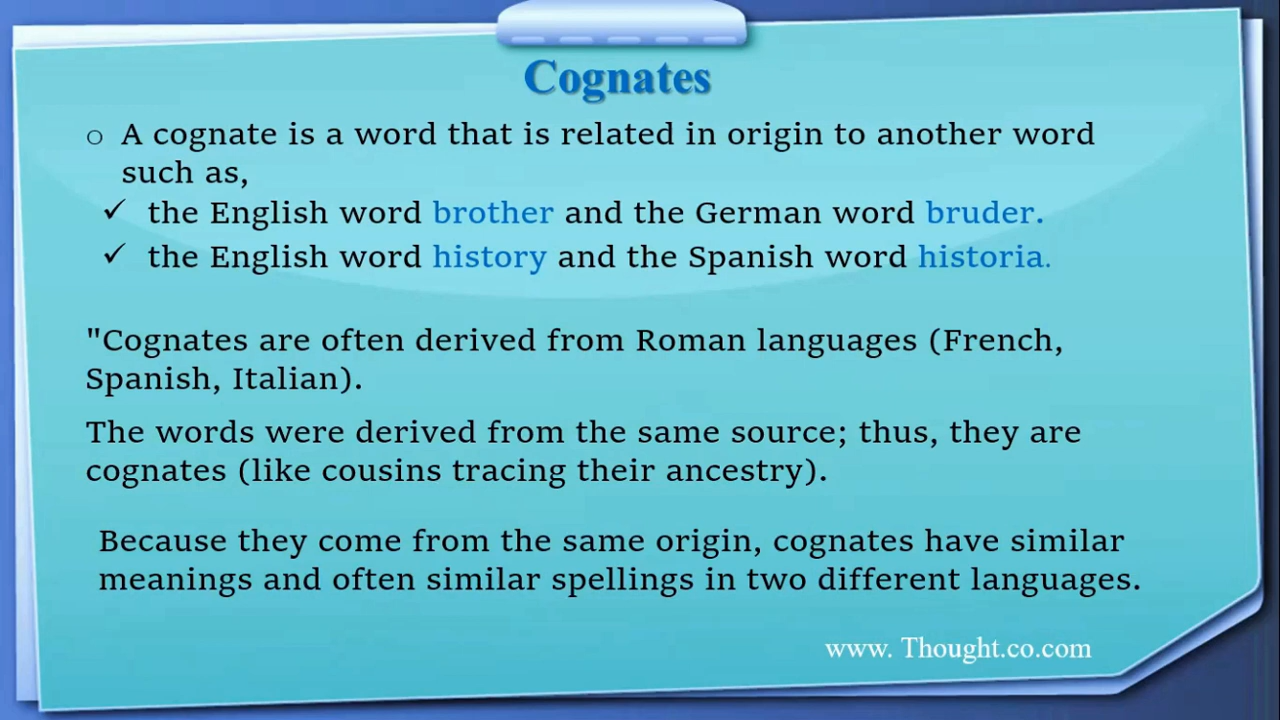 Cognates
o A cognate is a word that is related in origin to another word
such as,
✓ the English word brother and the German word bruder.
✓ the English word history and the Spanish word historia.
"Cognates are often derived from Roman languages (French,
Spanish, Italian).
The words were derived from the same source; thus, they are
cognates (like cousins tracing their ancestry).
Because they come from the same origin, cognates have similar
meanings and often similar spellings in two different languages.
www. Thought.co.com